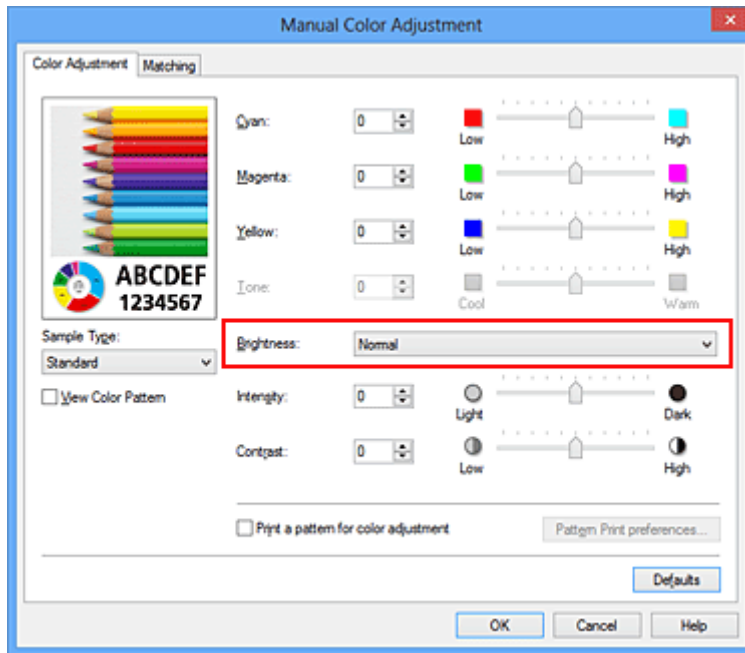 Manual Color Adjustment
x
Color Adjustment
Matching
ABCDEF
1234567
Sample Type:
Standard
View Color Pattern
Cyan: 0 Low High
Magenta: 0 Low High
Yellow: 0 Low High
Tone: 0 Cool Warm
Brightness: Normal
Intensity: 0 Light Dark
Contrast: 0 Low High
Print a pattern for color adjustment
Pattern Print preferences...
Defaults
OK Cancel Help